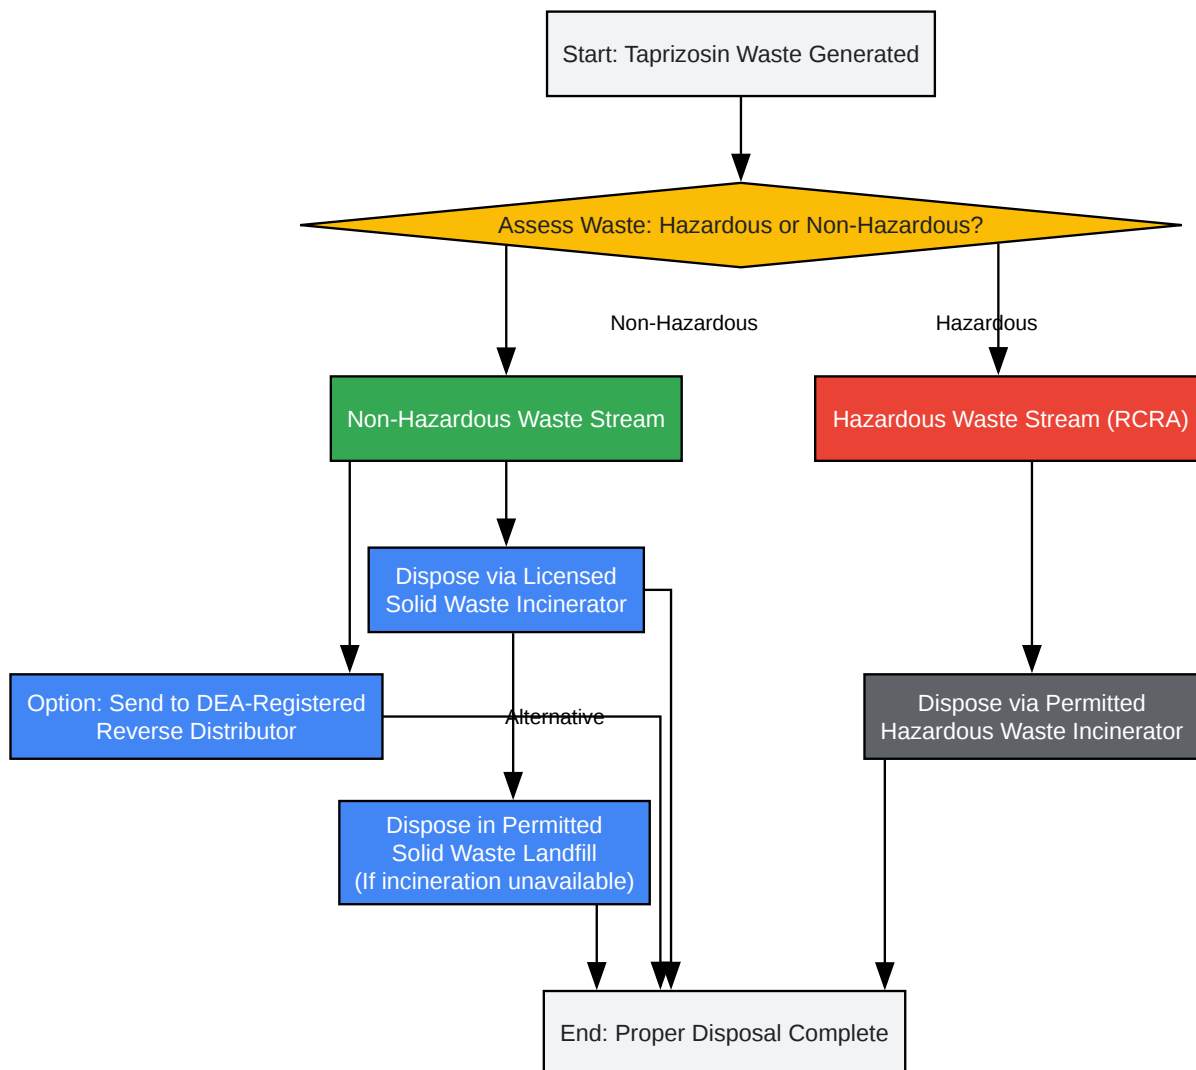 Start: Taprizosin Waste Generated
Assess Waste: Hazardous or Non-Hazardous?
Non-Hazardous
Hazardous
Non-Hazardous Waste Stream
Hazardous Waste Stream (RCRA)
Dispose via Licensed
Solid Waste Incinerator
Option: Send to DEA-Registered
Reverse Distributor
Alternative
Dispose via Permitted
Hazardous Waste Incinerator
Dispose in Permitted
Solid Waste Landfill
(If incineration unavailable)
End: Proper Disposal Complete